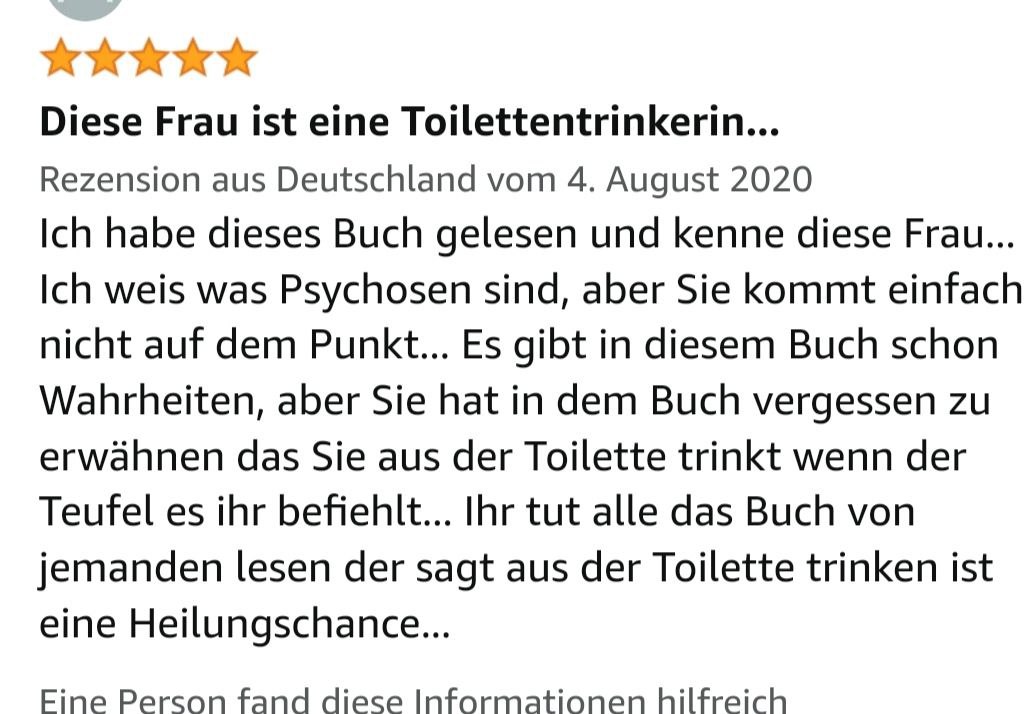 Diese Frau ist eine Toilettentrinkerin...
Rezension aus Deutschland vom 4. August 2020
Ich habe dieses Buch gelesen und kenne diese Frau...
Ich weis was Psychosen sind, aber Sie kommt einfach
nicht auf dem Punkt... Es gibt in diesem Buch schon
Wahrheiten, aber Sie hat in dem Buch vergessen zu
erwähnen das Sie aus der Toilette trinkt wenn der
Teufel es ihr befiehlt... Ihr tut alle das Buch von
jemanden lesen der sagt aus der Toilette trinken ist
eine Heilungschance...
Eine Person fand diese Informationen hilfreich